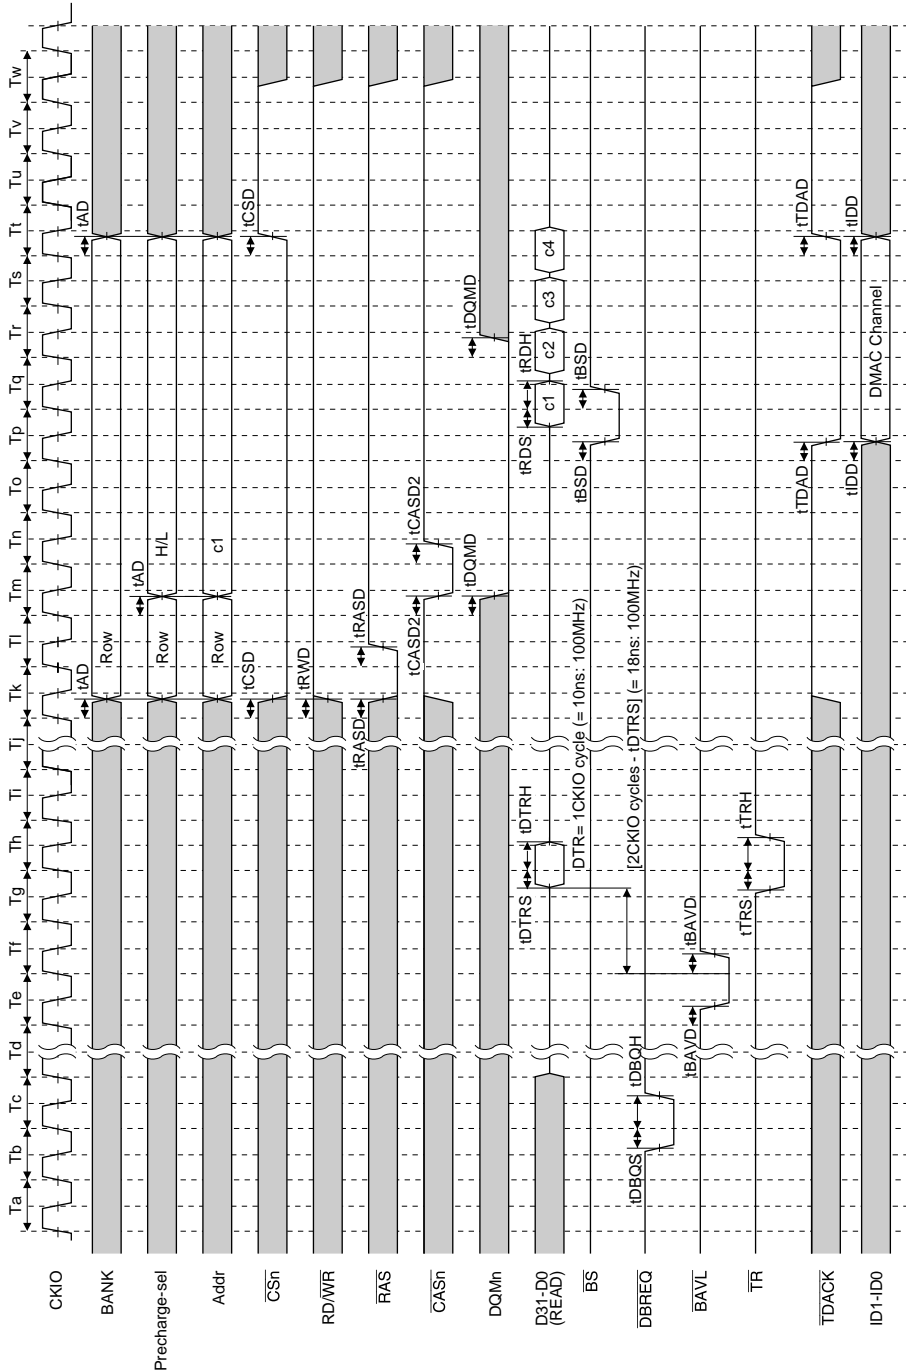 Ta Tb Tc Td Te Tf Tg Th Ti Tj Tk Tl Tm Tn To Tp Tq Tr Ts Tt Tu Tv Tw
CKIO
tAD tAD
BANK Row
tAD
Precharge-sel Row H/L
Addr Row c1
tCSD tCSD
CSn
tRWD
RD/WR
tRASD tRASD
RAS
tCASD2 tCASD2
CASn
tDQMD tDQMD
DQMn
tDTRS tDTRH tRDS tRDH
D31-D0
(READ)
c1 c2 c3 c4
DTR= 1CKIO cycle (= 10ns: 100MHz)
tBSD tBSD
BS
tDBQS tDBQH
[2CKIO cycles - tDTRS] (= 18ns: 100MHz)
DBREQ
tBAVD tBAVD
BAVL
tTRS tTRH
TR
tTDAD tTDAD
TDACK
tIDD tIDD
ID1-ID0 DMAC Channel